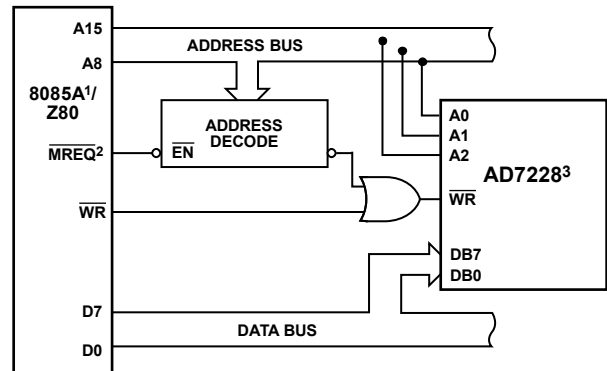 A15
ADDRESS BUS
A8
8085A¹/
Z80
ADDRESS
DECODE
EN
MREQ²
WR
A0
A1
A2
AD7228³
WR
DB7
DB0
D7
DATA BUS
D0